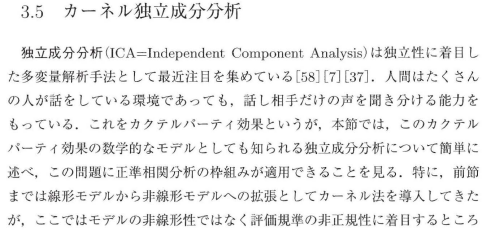 3.5 カーネル独立成分分析
独立成分分析(ICA=Independent Component Analysis)は独立性に着目し
た多変量解析手法として最近注目を集めている[58][7][37]．人間はたくさん
の人が話をしている環境であっても，話し相手だけの声を聞き分ける能力を
もっている．これをカクテルパーティ効果というが，本節では，このカクテル
パーティ効果の数学的なモデルとしても知られる独立成分分析について簡単に
述べ，この問題に正準相関分析の枠組みが適用できることを見る．特に，前節
までは線形モデルから非線形モデルへの拡張としてカーネル法を導入してきた
が，ここではモデルの非線形性ではなく評価規準の非正規性に着目するところ